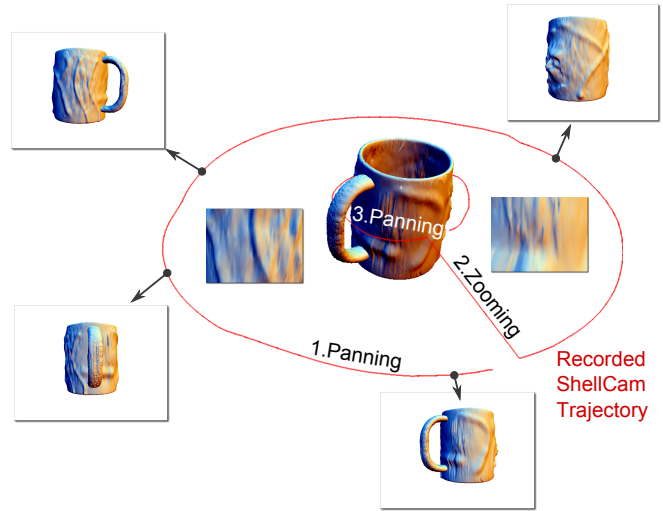 3.Panning
2.Zooming
1.Panning
Recorded
ShellCam
Trajectory